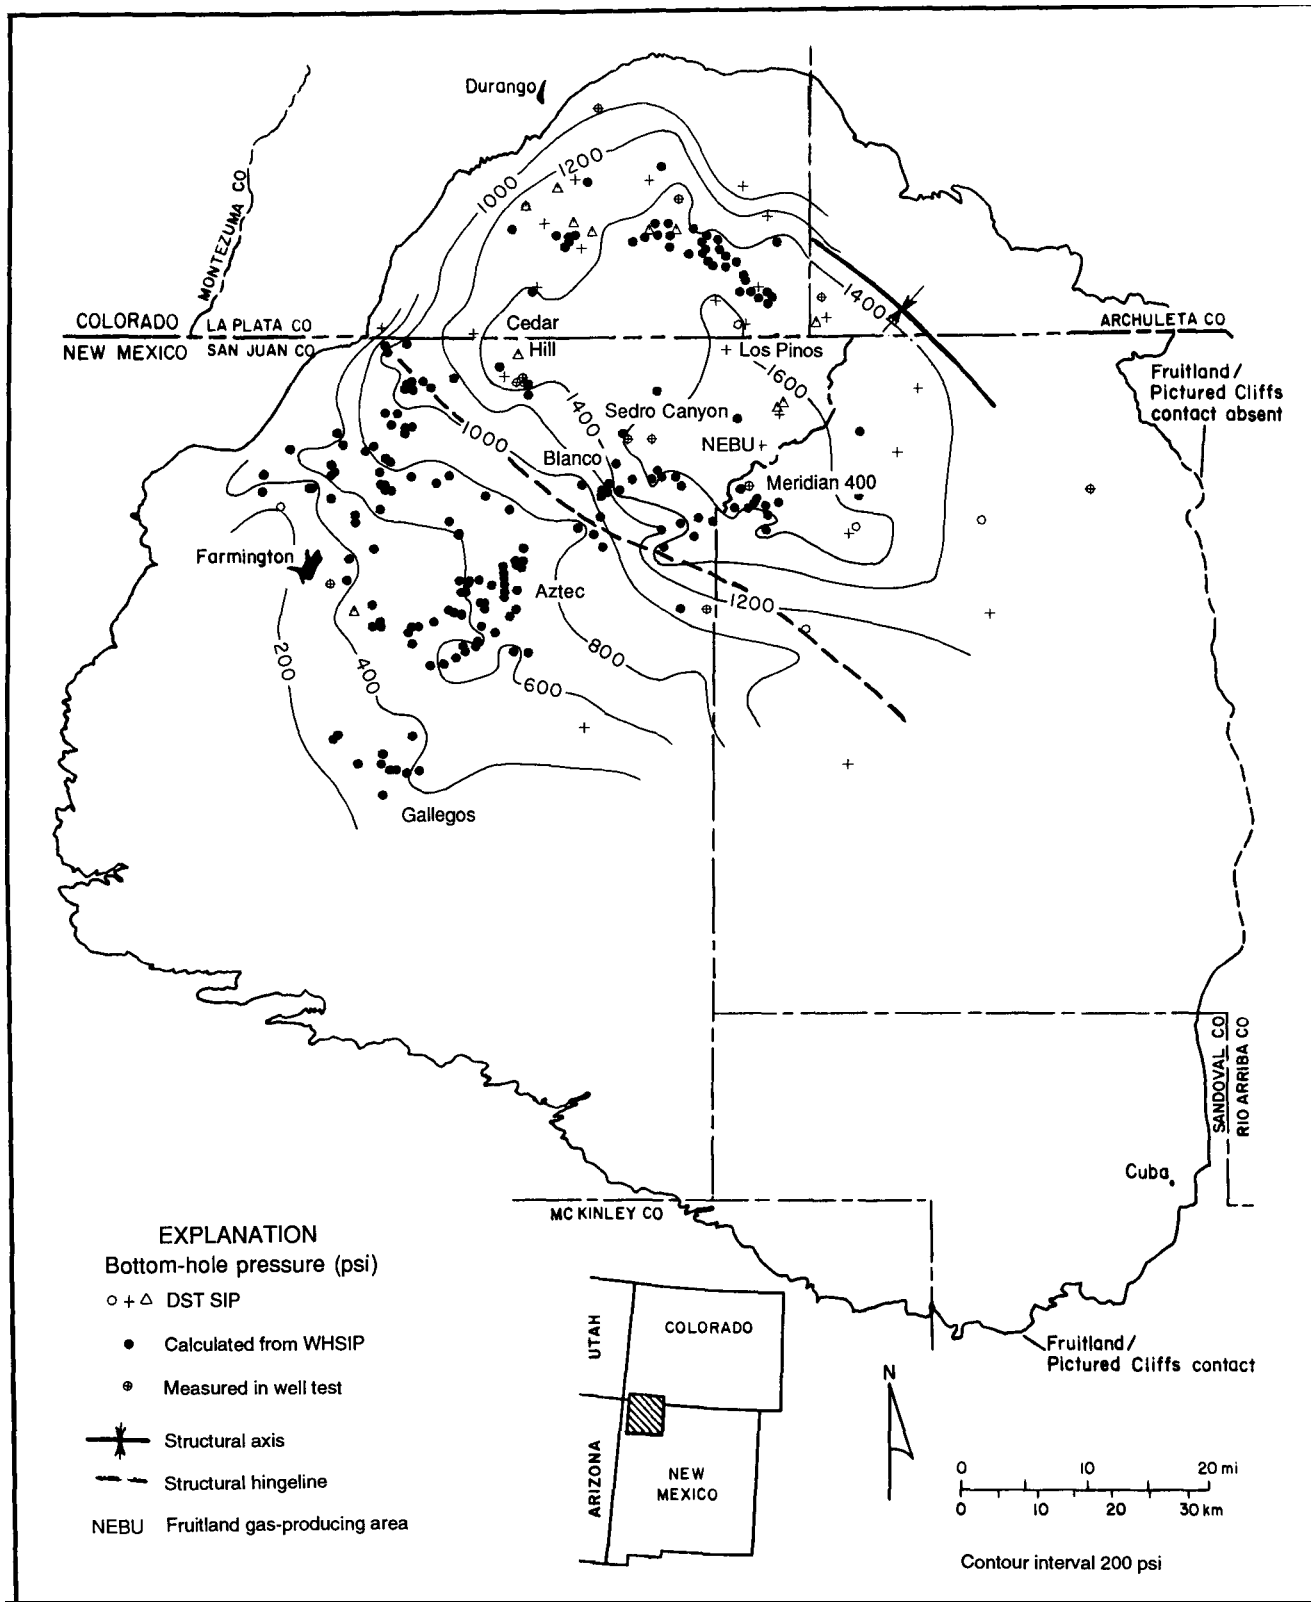 Durango
MONTEZUMA CO
1000
1200
1400
COLORADO
LA PLATA CO
ARCHULETA CO
NEW MEXICO
SAN JUAN CO
Cedar
Hill
Los Pinos
Fruitland/
Pictured Cliffs
contact absent
1600
1400
Sedro Canyon
1000
NEBU
Blanco
Meridian 400
Farmington
Aztec
1200
200
400
800
600
Gallegos
SANDOVAL CO
RIO ARRIBA CO
Cuba
MC KINLEY CO
EXPLANATION
Bottom-hole pressure (psi)
DST SIP
Calculated from WHSIP
Measured in well test
Structural axis
Structural hingeline
NEBU Fruitland gas-producing area
UTAH
COLORADO
ARIZONA
NEW
MEXICO
Fruitland/
Pictured Cliffs contact
N
0 10 20 mi
0 10 20 30 km
Contour interval 200 psi